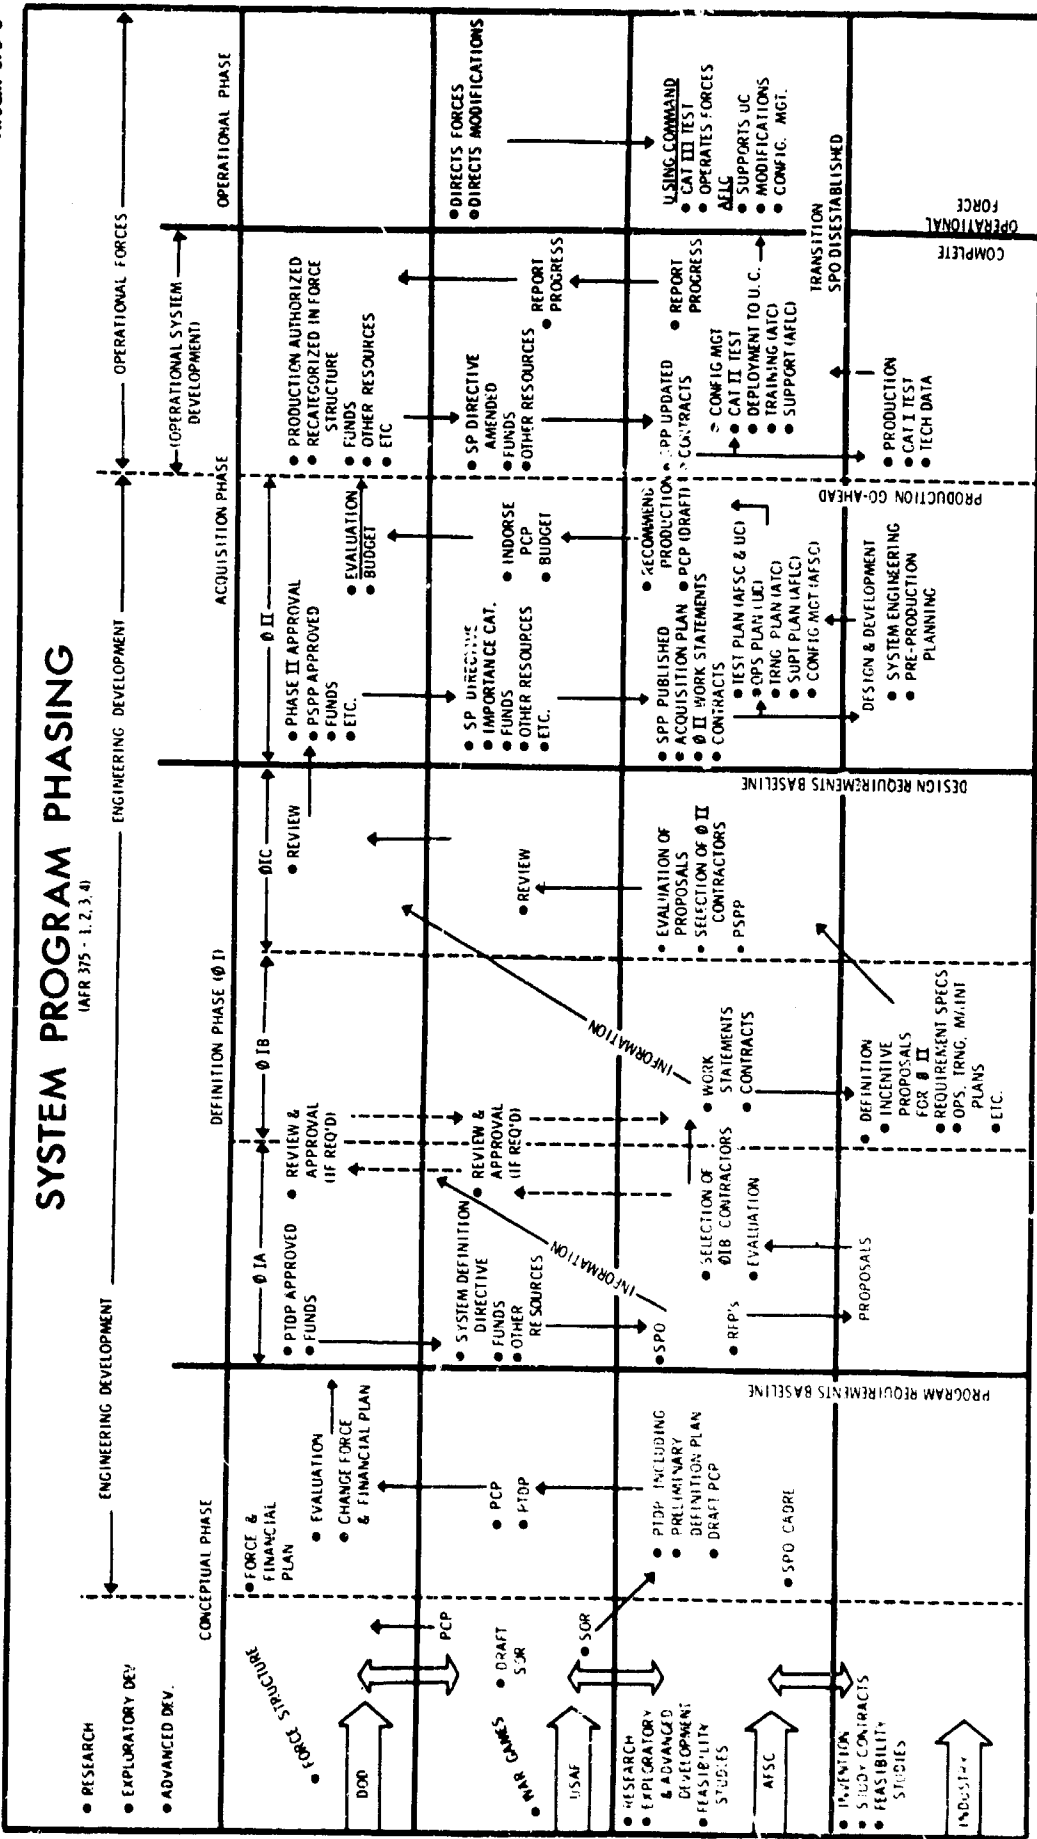 SYSTEM PROGRAM PHASING
(AFR 375 - 1, 2, 3, 4)
● RESEARCH
● EXPLORATORY DEV
● ADVANCED DEV.
ENGINEERING DEVELOPMENT
ENGINEERING DEVELOPMENT
OPERATIONAL FORCES
(OPERATIONAL SYSTEM
DEVELOPMENT)
CONCEPTUAL PHASE
DEFINITION PHASE (Ø I)
ACQUISITION PHASE
OPERATIONAL PHASE
Ø IA
Ø IB
ØIC
Ø II
● FORCE STRUCTURE
DOD
● FORCE &
FINANCIAL
PLAN
● EVALUATION
● CHANGE FORCE
& FINANCIAL PLAN
● PTDP APPROVED
● FUNDS
● REVIEW &
APPROVAL
(IF REQ'D)
● REVIEW
● PHASE II APPROVAL
● PSPP APPROVED
● FUNDS
● ETC.
● EVALUATION
● BUDGET
● PRODUCTION AUTHORIZED
● RECATEGORIZED IN FORCE
STRUCTURE
● FUNDS
● OTHER RESOURCES
● ETC
PCP
● WAR GAMES
● DRAFT
SOR
USAF
● SOR
● PCP
● PTDP
● SYSTEM DEFINITION
DIRECTIVE
● FUNDS
● OTHER
RESOURCES
● REVIEW &
APPROVAL
(IF REQ'D)
INFORMATION
INFORMATION
● REVIEW
● SP DIRECTIVE
● IMPORTANCE CAT.
● FUNDS
● OTHER RESOURCES
● ETC.
● INDORSE
PCP
● BUDGET
● SP DIRECTIVE
AMENDED
● FUNDS
● OTHER RESOURCES
● REPORT
PROGRESS
● DIRECTS FORCES
● DIRECTS MODIFICATIONS
● RESEARCH
● EXPLORATORY
& ADVANCED
DEVELOPMENT
● FEASIBILITY
STUDIES
AFSC
● PTDP INCLUDING
● PRELIMINARY
DEFINITION PLAN
● DRAFT PCP
● SPO CADRE
● SPO
● RFP's
● SELECTION OF
ØIB CONTRACTORS
● EVALUATION
● WORK
STATEMENTS
● CONTRACTS
● EVALUATION OF
PROPOSALS
● SELECTION OF Ø II
CONTRACTORS
● PSPP
● SPP PUBLISHED
● ACQUISITION PLAN
● Ø II WORK STATEMENTS
● CONTRACTS
● TEST PLAN (AFSC & UC)
● OPS PLAN (UC)
● TRNG PLAN (ATC)
● SUPT PLAN (AFLC)
● CONFIG MGT (AFSC)
● RECOMMEND
PRODUCTION
● PCP (DRAFT)
● SPP UPDATED
● CONTRACTS
● CONFIG MGT
● CAT II TEST
● DEPLOYMENT TO U.C.
● TRAINING (ATC)
● SUPPORT (AFLC)
● REPORT
PROGRESS
USING COMMAND
● CAT III TEST
● OPERATES FORCES
AFLC
● SUPPORTS UC
● MODIFICATIONS
● CONFIG. MGT.
TRANSITION
SPO DISESTABLISHED
● INVENTION
● STUDY CONTRACTS
● FEASIBILITY
STUDIES
INDUSTRY
PROGRAM REQUIREMENTS BASELINE
PROPOSALS
● DEFINITION
● INCENTIVE
PROPOSALS
FOR Ø II
● REQUIREMENT SPECS
● OPS, TRNG, MAINT
PLANS
● ETC.
DESIGN REQUIREMENTS BASELINE
DESIGN & DEVELOPMENT
● SYSTEM ENGINEERING
● PRE-PRODUCTION
PLANNING
PRODUCTION GO-AHEAD
● PRODUCTION
● CAT I TEST
● TECH DATA
COMPLETE
OPERATIONAL
FORCE